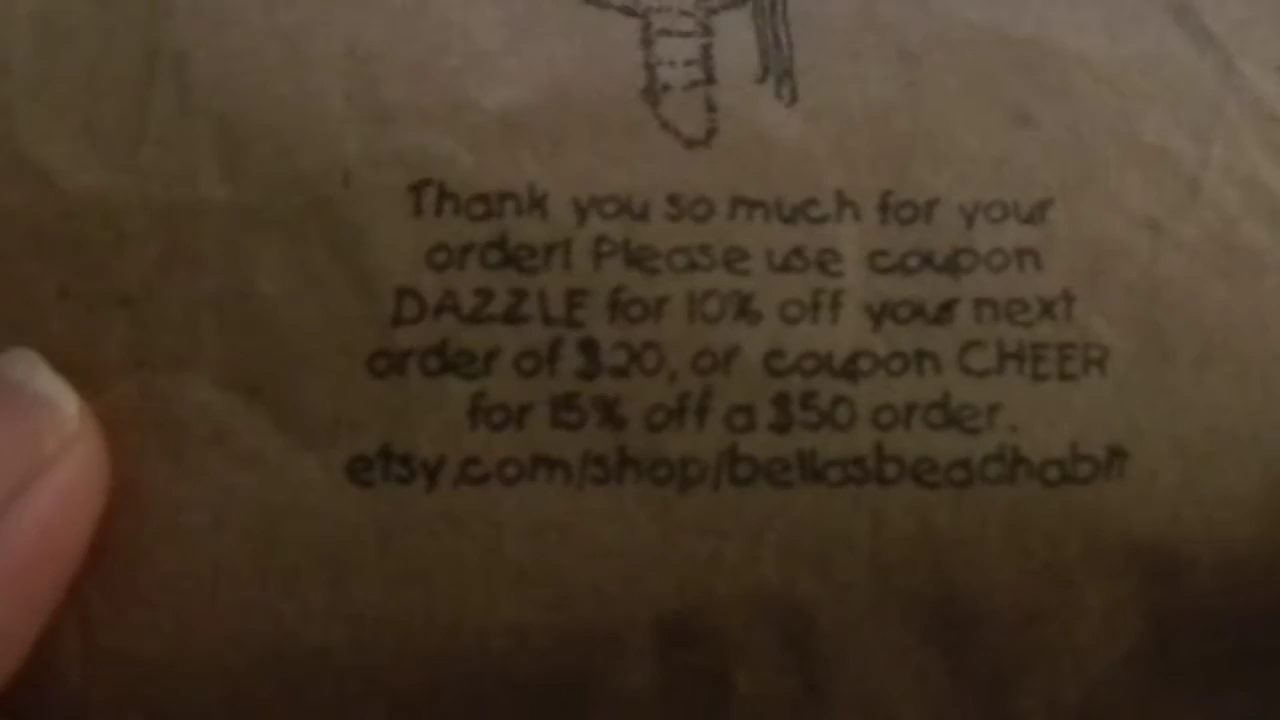 Thank you so much for your
order! Please use coupon
DAZZLE for 10% off your next
order of $20, or coupon CHEER
for 15% off a $50 order.
etsy.com/shop/bellasbeadhabit